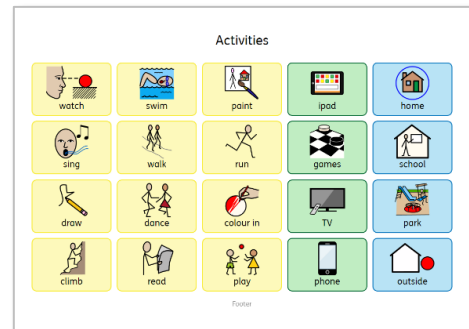 Activities
watch swim paint ipad home
sing walk run games school
draw dance colour in TV park
climb read play phone outside
Footer